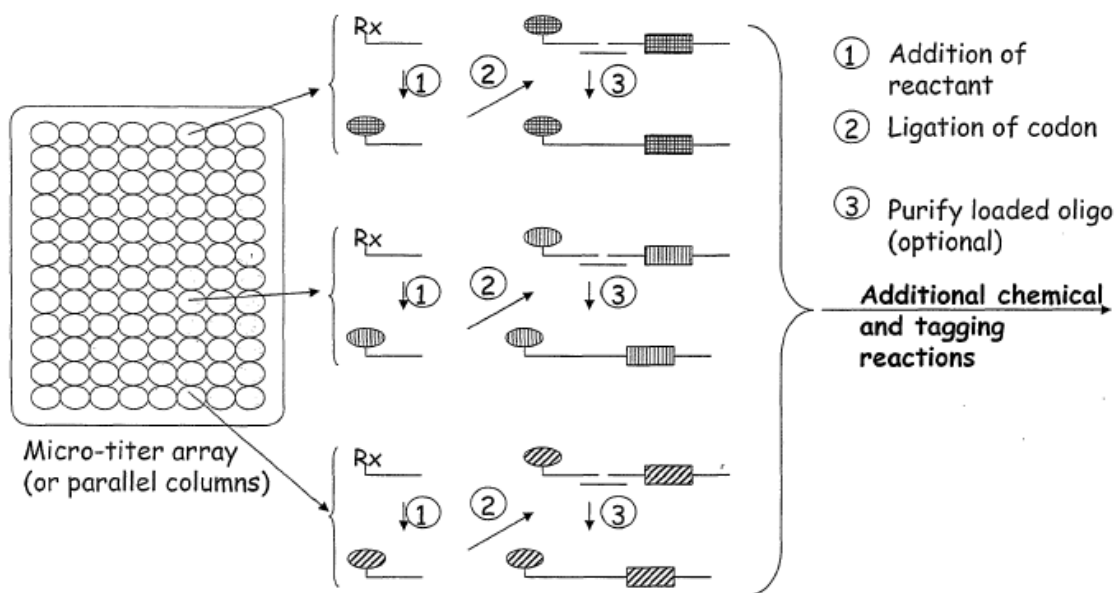 Rx
①
②
③
Rx
①
②
③
Rx
①
②
③
Micro-titer array
(or parallel columns)
① Addition of
reactant
② Ligation of codon
③ Purify loaded oligo
(optional)
Additional chemical
and tagging
reactions